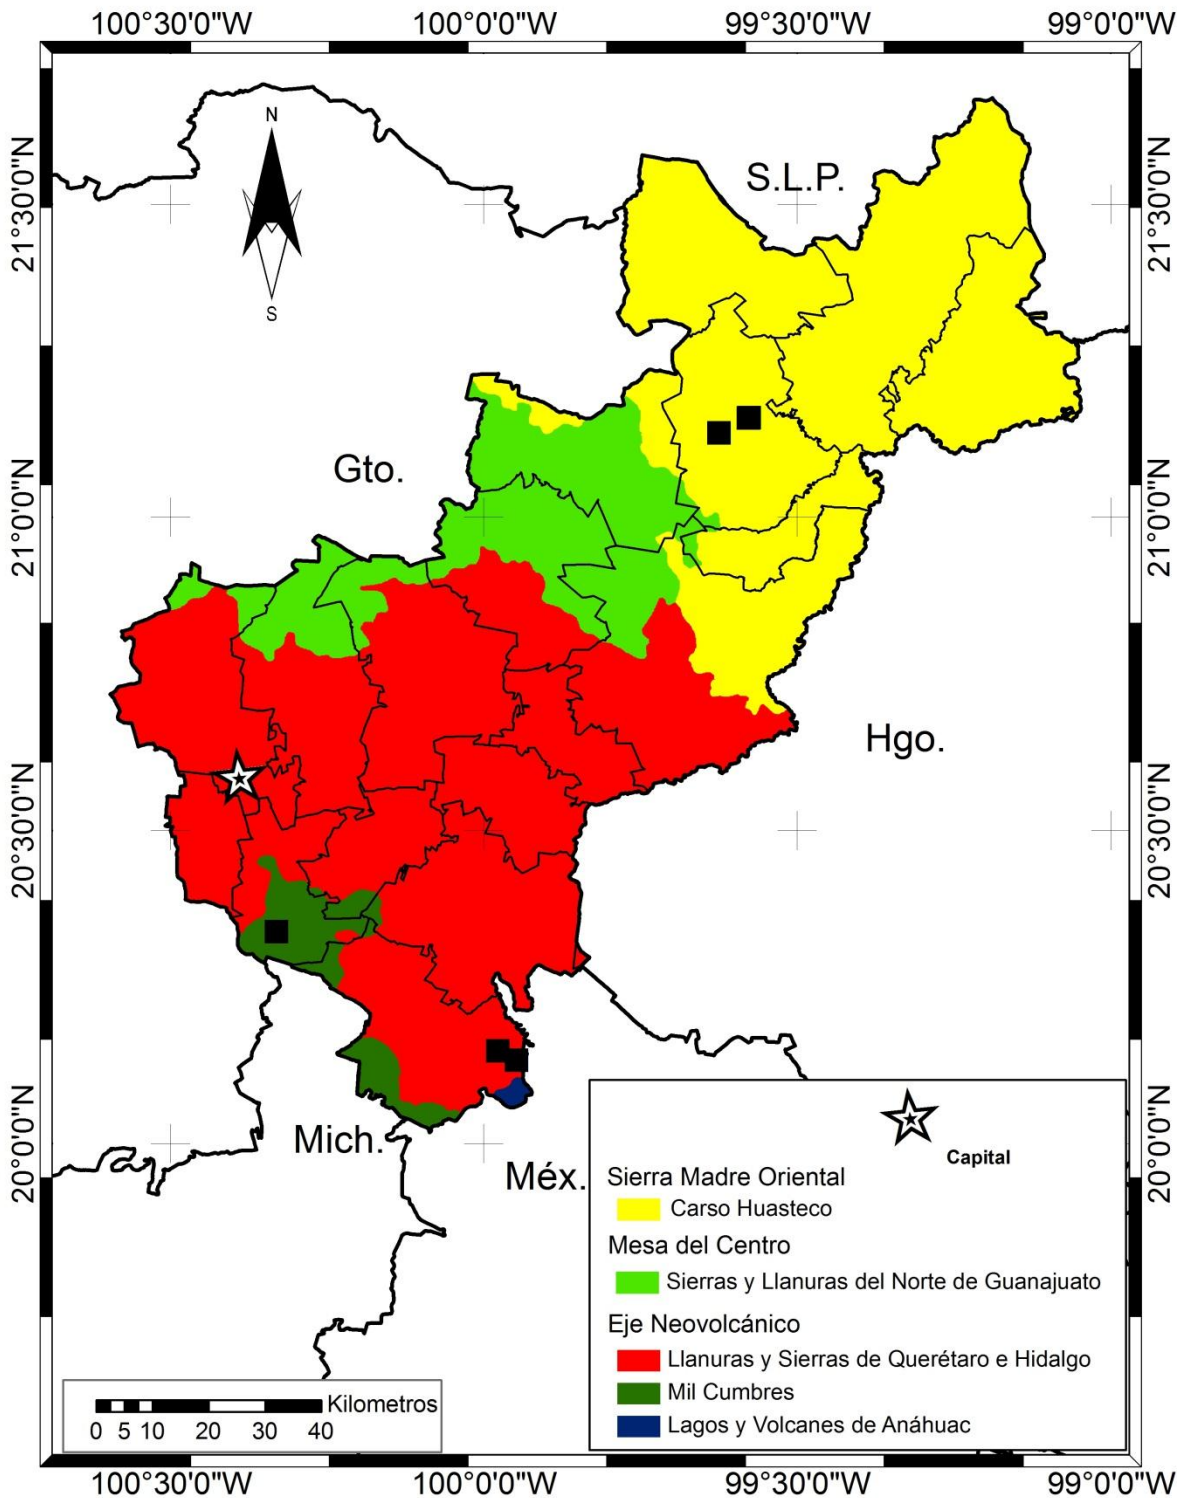 100°30'0"W 100°0'0"W 99°30'0"W 99°0'0"W
N
S
S.L.P.
21°30'0"N 21°30'0"N
Gto.
21°0'0"N 21°0'0"N
Hgo.
20°30'0"N 20°30'0"N
Mich.
Méx.
20°0'0"N 20°0'0"N
Capital
Sierra Madre Oriental
Carso Huasteco
Mesa del Centro
Sierras y Llanuras del Norte de Guanajuato
Eje Neovolcánico
Llanuras y Sierras de Querétaro e Hidalgo
Mil Cumbres
Lagos y Volcanes de Anáhuac
Kilometros
0 5 10 20 30 40
100°30'0"W 100°0'0"W 99°30'0"W 99°0'0"W